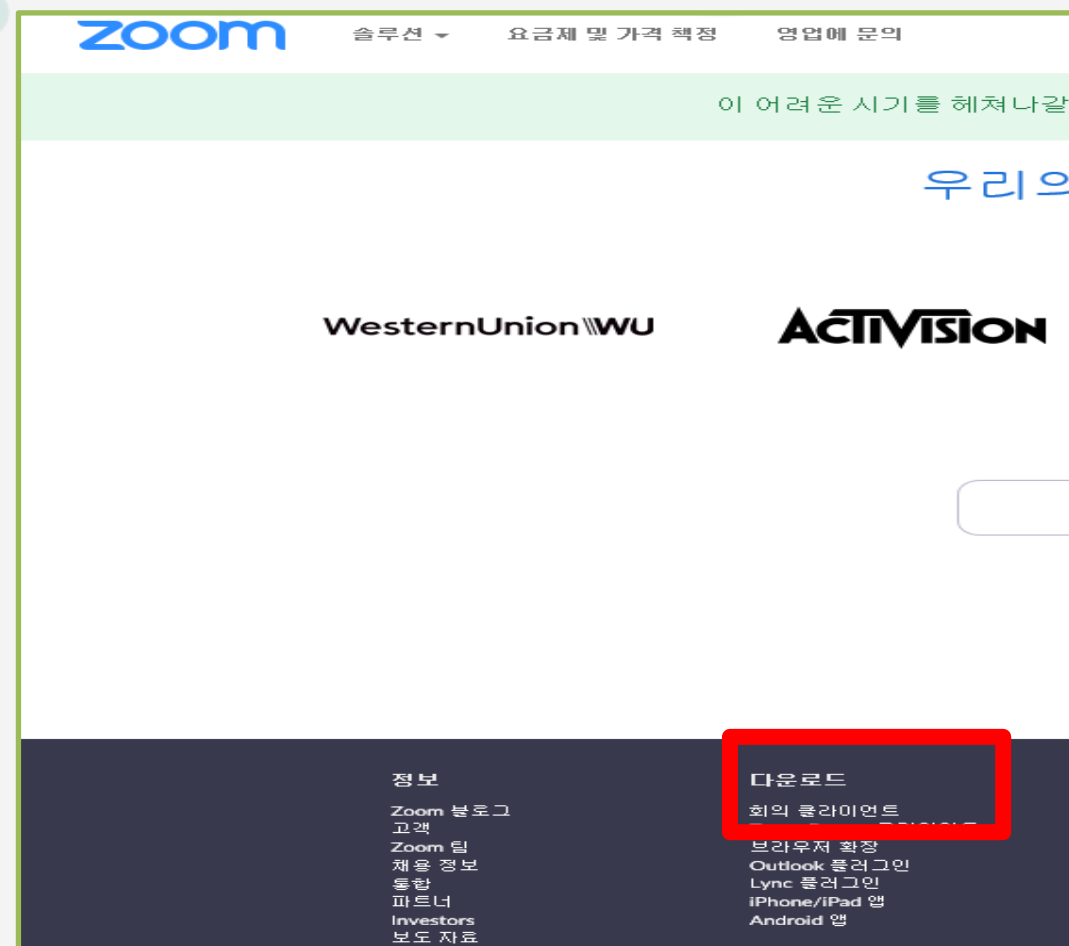 zoom 솔루션 요금제 및 가격 책정 영업에 문의
이 어려운 시기를 헤쳐나갈
우리의
WesternUnion\\WU ACTIVISION
정보
Zoom 블로그
고객
Zoom 팀
채용 정보
통합
파트너
Investors
보도 자료
다운로드
회의 클라이언트
브라우저 확장
Outlook 플러그인
Lync 플러그인
iPhone/iPad 앱
Android 앱